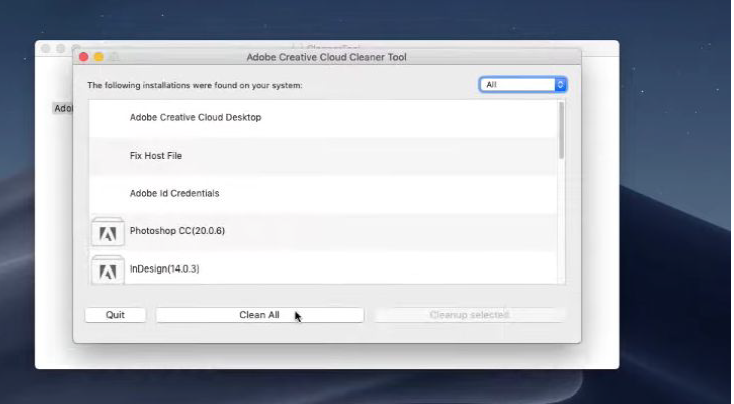 Adobe Creative Cloud Cleaner Tool
The following installations were found on your system:
All
Adobe Creative Cloud Desktop
Fix Host File
Adobe Id Credentials
Photoshop CC(20.0.6)
InDesign(14.0.3)
Quit
Clean All
Cleanup selected